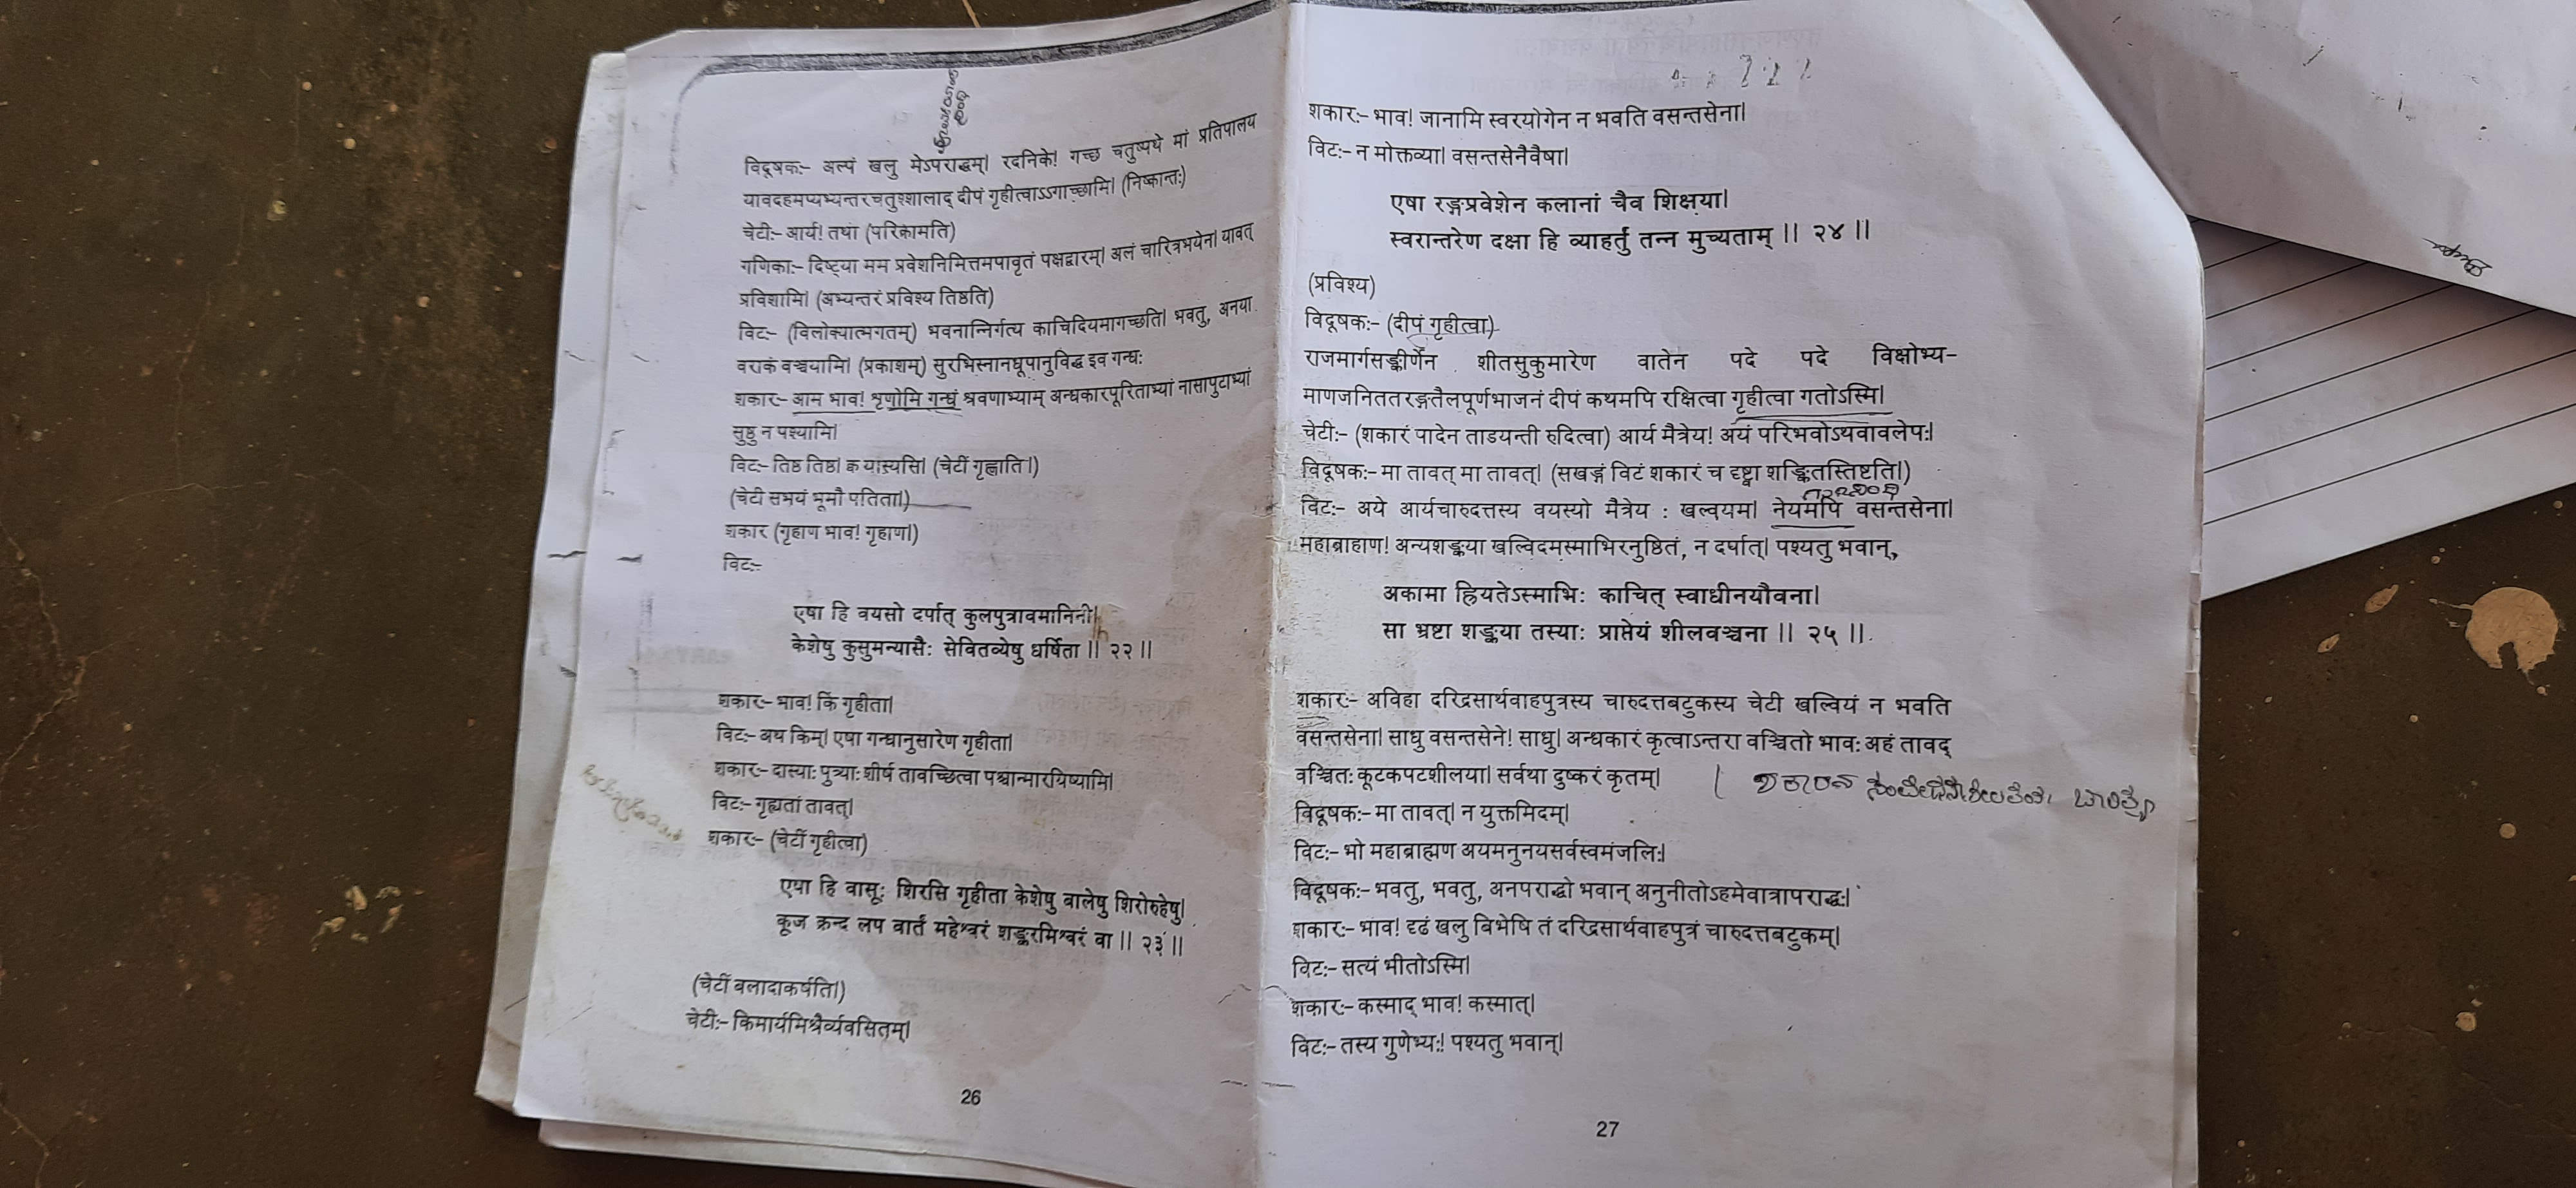 विदूषकः– अल्पं खलु मेऽपराद्धम्। रदनिके! गच्छ चतुष्पथे मां प्रतिपालय
यावदहमप्यभ्यन्तरचतुश्शालाद् दीपं गृहीत्वाऽऽगाच्छामि। (निष्कान्तः)
चेटीः– आर्य! तथा (परिक्रामति)
गणिकाः– दिष्ट्या मम प्रवेशनिमित्तमपावृतं पक्षद्वारम्। अलं चारित्रभयेन। यावत्
प्रविशामि। (अभ्यन्तरं प्रविश्य तिष्ठति)
विटः– (विलोक्यात्मगतम्) भवनान्निर्गत्य काचिदियमागच्छति। भवतु, अनया
वराकं वञ्चयामि। (प्रकाशम्) सुरभिस्नानधूपानुविद्ध इव गन्धः
शकारः– आम भाव! श्रृणोमि गन्धं श्रवणाभ्याम् अन्धकारपूरिताभ्यां नासापुटाभ्यां
सुष्ठु न पश्यामि।
विटः– तिष्ठ तिष्ठ। क्व यास्यसि। (चेटीं गृह्णाति।)
(चेटी सभयं भूमौ पतिता।)
शकार (गृहाण भाव! गृहाण।)
विटः–
एषा हि वयसो दर्पात् कुलपुत्रावमानिनी।
केशेषु कुसुमन्यासैः सेवितव्येषु धर्षिता || २२ ||
शकारः– भाव! किं गृहीता।
विटः– अथ किम्। एषा गन्धानुसारेण गृहीता।
शकारः– दास्याः पुत्र्याः शीर्ष तावच्छित्वा पश्चान्मारयिष्यामि।
विटः– गृह्यतां तावत्।
शकारः– (चेटीं गृहीत्वा)
एषा हि वासूः शिरसि गृहीता केशेषु बालेषु शिरोरुहेषु।
कूज क्रन्द लप वार्तं महेश्वरं शङ्करमिश्वरं वा || २३ ||
(चेटीं बलादाकर्षति।)
चेटीः– किमार्यमिश्रैर्व्यवसितम्।
26
शकारः– भाव! जानामि स्वरयोगेन न भवति वसन्तसेना।
विटः– न मोक्तव्या। वसन्तसेनैवैषा।
एषा रङ्गप्रवेशेन कलानां चैव शिक्षया।
स्वरान्तरेण दक्षा हि व्याहर्तुं तन्न मुच्यताम् || २४ ||
(प्रविश्य)
विदूषकः– (दीपं गृहीत्वा)
राजमार्गसङ्कीर्णेन शीतसुकुमारेण वातेन पदे पदे विक्षोभ्य–
माणजनिततरङ्गतैलपूर्णभाजनं दीपं कथमपि रक्षित्वा गृहीत्वा गतोऽस्मि।
चेटीः– (शकारं पादेन ताडयन्ती रुदित्वा) आर्य मैत्रेय! अयं परिभवोऽथवावलेपः।
विदूषकः– मा तावत् मा तावत्। (सखड्गं विटं शकारं च दृष्ट्वा शङ्कितस्तिष्टति।)
विटः– अये आर्यचारुदत्तस्य वयस्यो मैत्रेय : खल्वयम। नेयमपि वसन्तसेना।
महाब्राहाण! अन्यशङ्कया खल्विदमस्माभिरनुष्ठितं, न दर्पात्। पश्यतु भवान्,
अकामा ह्रियतेऽस्माभिः काचित् स्वाधीनयौवना।
सा भ्रष्टा शङ्कया तस्याः प्राप्तेयं शीलवञ्चना || २५ ||
शकारः– अविहा दरिद्रसार्थवाहपुत्रस्य चारुदत्तबटुकस्य चेटी खल्वियं न भवति
वसन्तसेना। साधु वसन्तसेने! साधु। अन्धकारं कृत्वाऽन्तरा वञ्चितो भावः अहं तावद्
वञ्चितः कूटकपटशीलया। सर्वथा दुष्करं कृतम्।
विदूषकः– मा तावत्। न युक्तमिदम्।
विटः– भो महाब्राह्मण अयमनुनयसर्वस्वमंजलिः।
विदूषकः– भवतु, भवतु, अनपराद्धो भवान् अनुनीतोऽहमेवात्रापराद्धः।
शकारः– भाव! दृढं खलु बिभेषि तं दरिद्रसार्थवाहपुत्रं चारुदत्तबटुकम्।
विटः– सत्यं भीतोऽस्मि।
शकारः– कस्माद् भाव! कस्मात्।
विटः– तस्य गुणेभ्यः! पश्यतु भवान्।
27